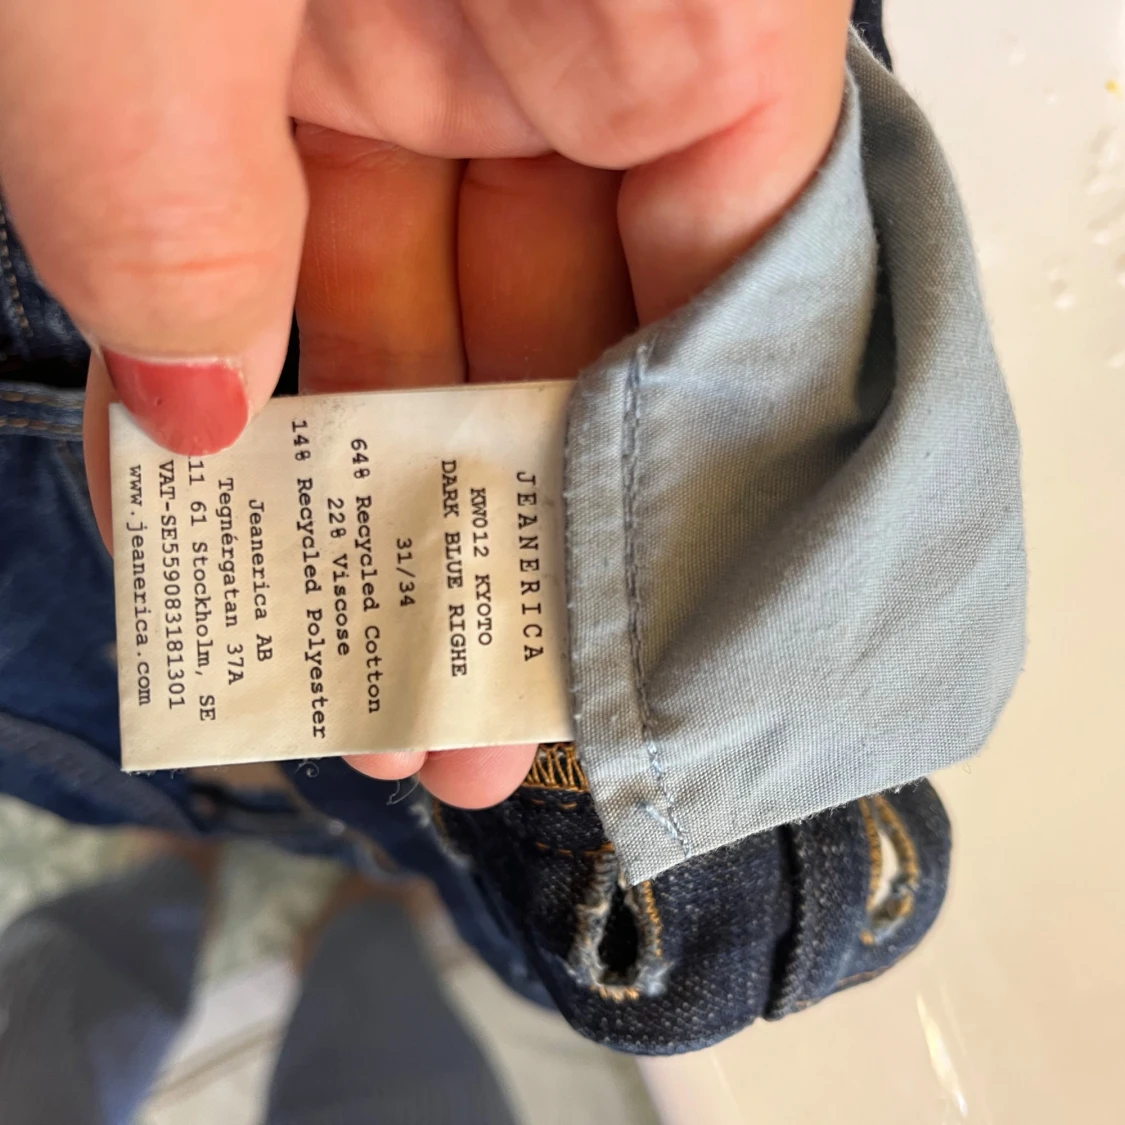 JEANERICA
KW012 KYOTO
DARK BLUE RIGHE
31/34
64% Recycled Cotton
22% Viscose
14% Recycled Polyester
Jeanerica AB
Tegnérgatan 37A
11 61 Stockholm, SE
VAT-SE559083181301
www.jeanerica.com